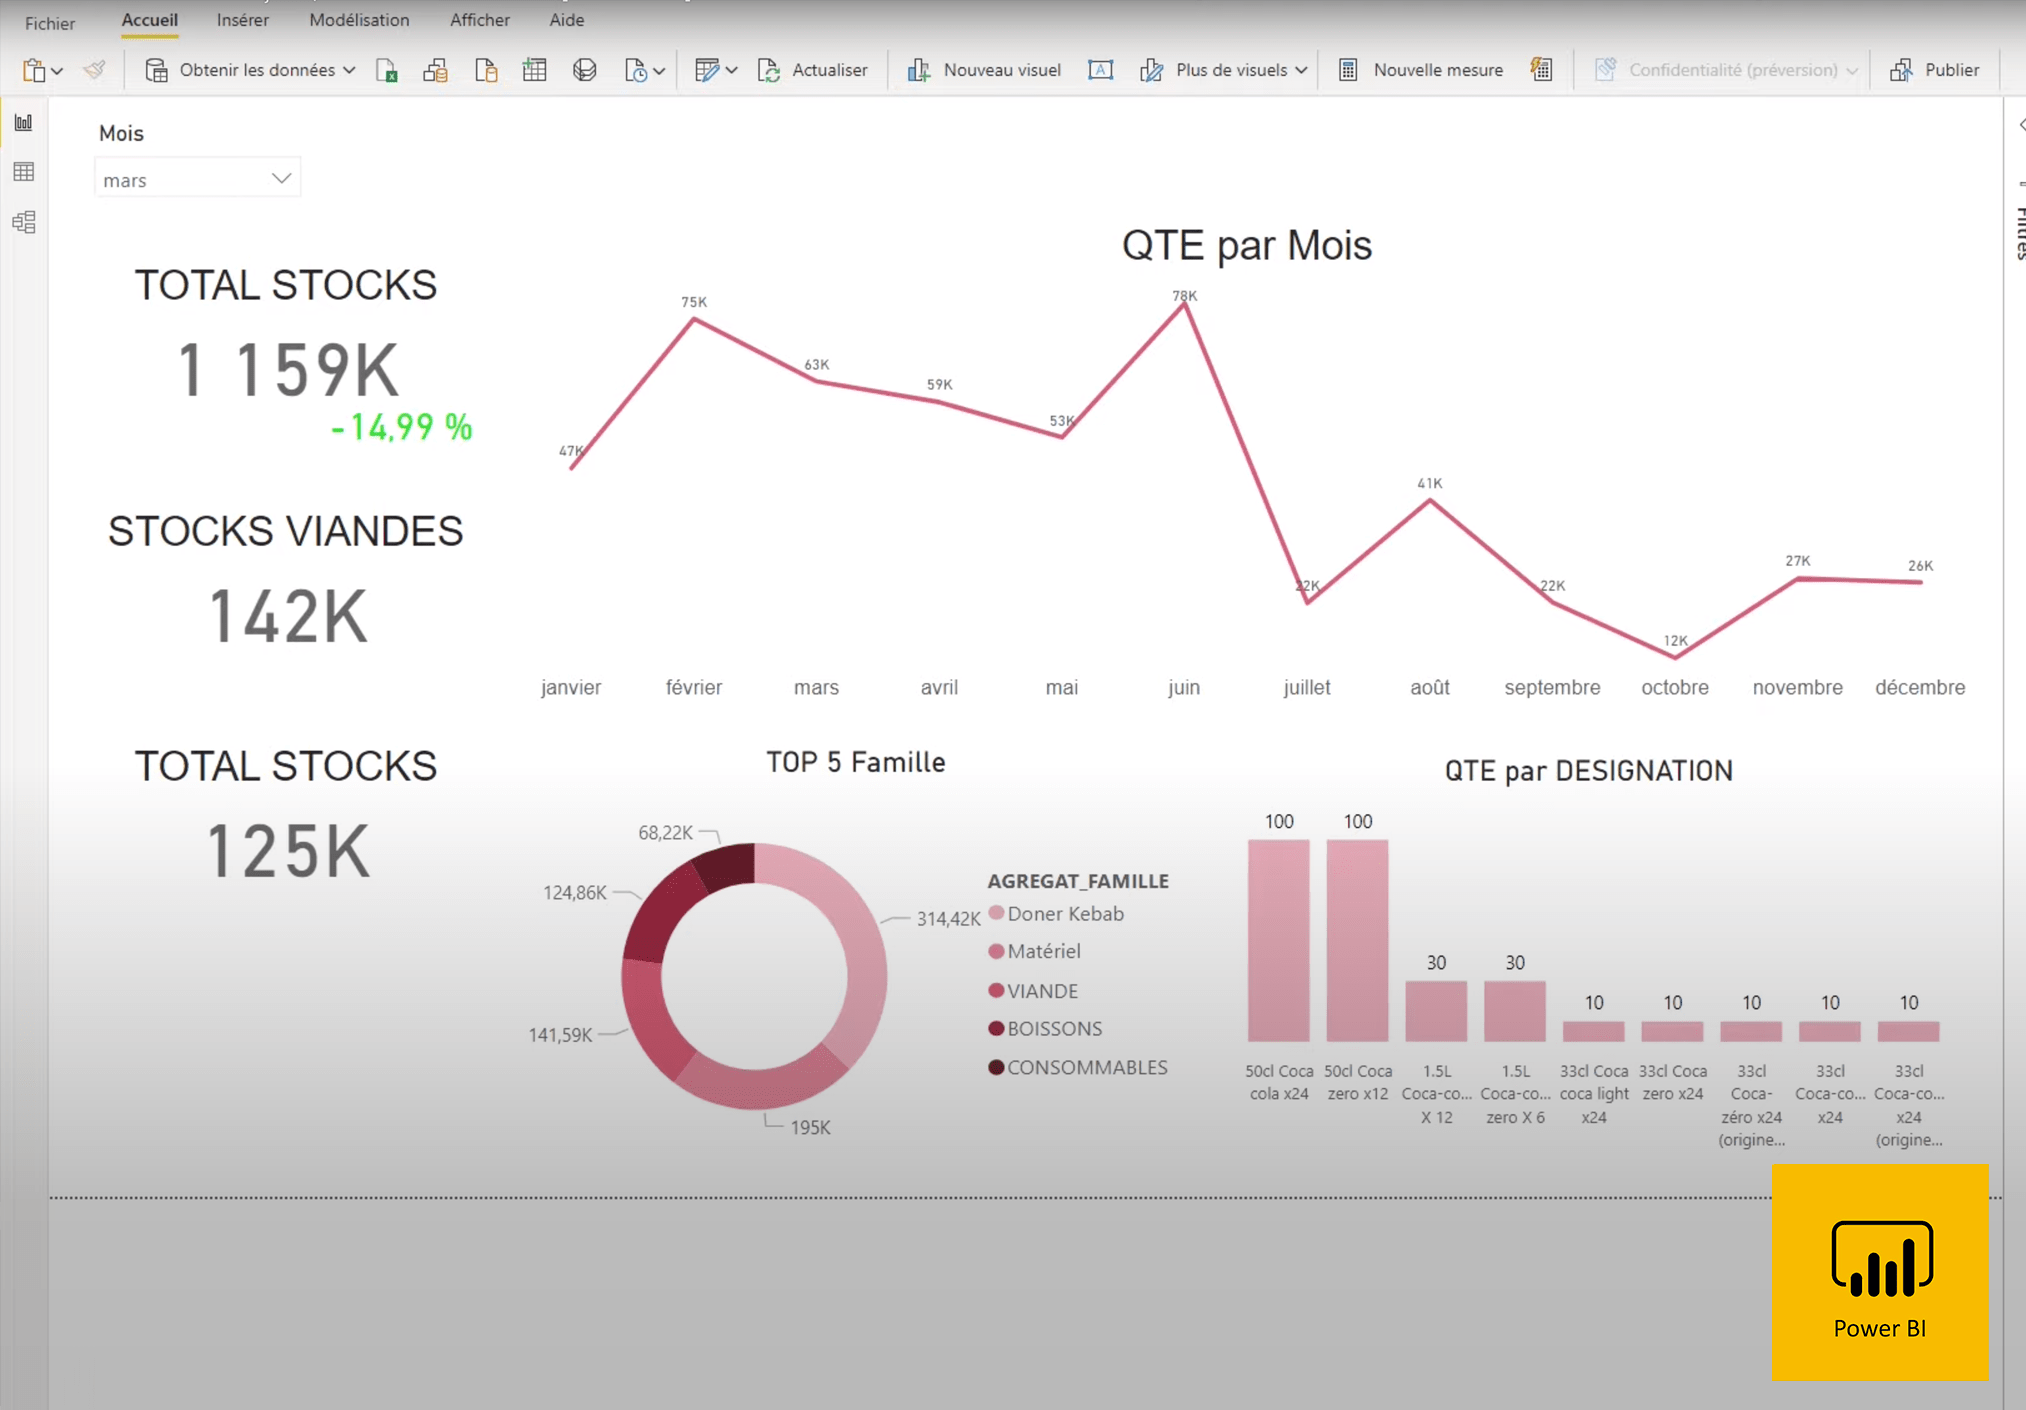 Fichier
Accueil
Insérer
Modélisation
Afficher
Aide
Obtenir les données
Actualiser
Nouveau visuel
A
Plus de visuels
Nouvelle mesure
Confidentialité (préversion)
Publier
Mois
mars
Filtres
TOTAL STOCKS
1 159K
-14,99 %
STOCKS VIANDES
142K
TOTAL STOCKS
125K
QTE par Mois
47K
75K
63K
59K
53K
78K
22K
41K
22K
12K
27K
26K
janvier février mars avril mai juin juillet août septembre octobre novembre décembre
TOP 5 Famille
68,22K
124,86K
314,42K
141,59K
195K
AGREGAT_FAMILLE
Doner Kebab
Matériel
VIANDE
BOISSONS
CONSOMMABLES
QTE par DESIGNATION
100 100 30 30 10 10 10 10 10
50cl Coca
cola x24
50cl Coca
zero x12
1.5L
Coca-co...
X 12
1.5L
Coca-co...
zero X 6
33cl Coca
coca light
x24
33cl Coca
zero x24
33cl
Coca-
zéro x24
(origine...
33cl
Coca-co...
x24
33cl
Coca-co...
x24
(origine...
Power BI